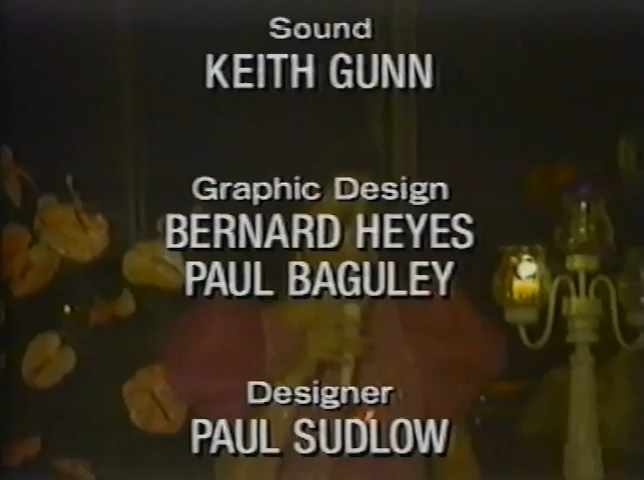 Sound
KEITH GUNN
Graphic Design
BERNARD HEYES
PAUL BAGULEY
Designer
PAUL SUDLOW